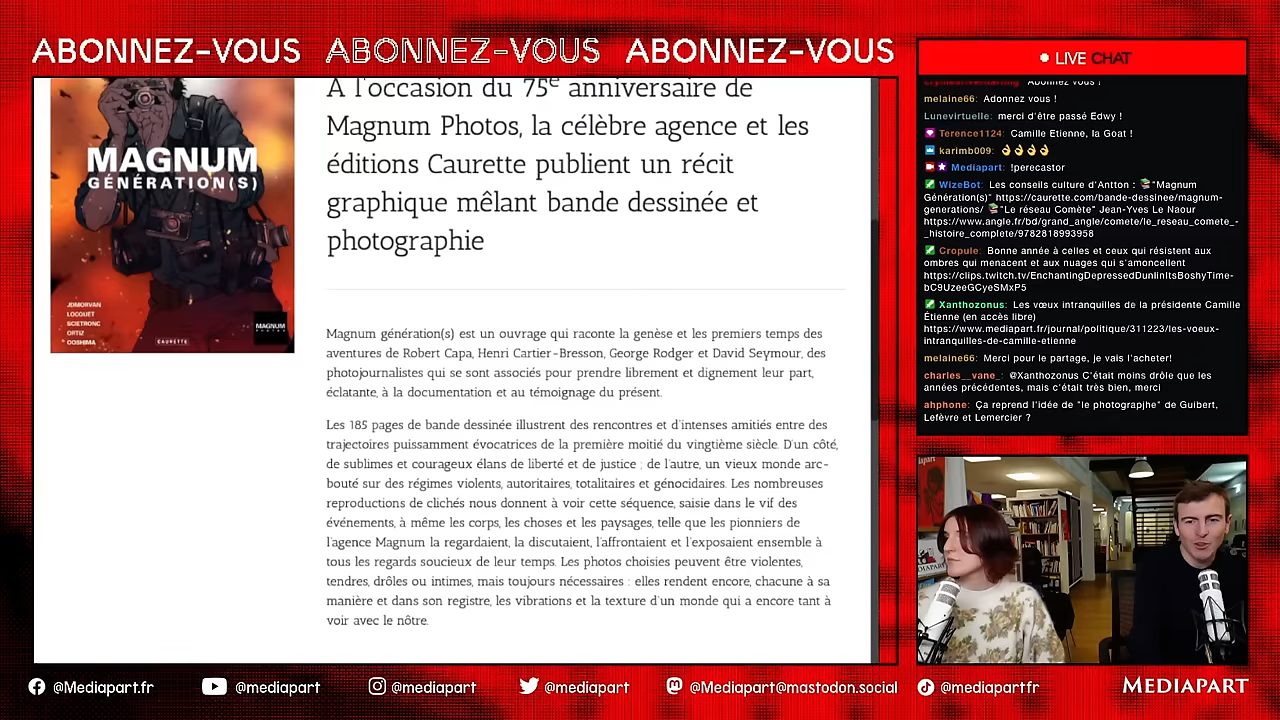 ABONNEZ-VOUS ABONNEZ-VOUS ABONNEZ-VOUS
MAGNUM
GÉNÉRATION(S)
JDMORVAN
LOCQUET
SCIETRONC
ORTIZ
OOSHIMA
CAURETTE
MAGNUM
À l'occasion du 75e anniversaire de
Magnum Photos, la célèbre agence et les
éditions Caurette publient un récit
graphique mêlant bande dessinée et
photographie
Magnum génération(s) est un ouvrage qui raconte la genèse et les premiers temps des
aventures de Robert Capa, Henri Cartier-Bresson, George Rodger et David Seymour, des
photojournalistes qui se sont associés pour prendre librement et dignement leur part,
éclatante, à la documentation et au témoignage du présent.
Les 185 pages de bande dessinée illustrent des rencontres et d'intenses amitiés entre des
trajectoires puissamment évocatrices de la première moitié du vingtième siècle. D'un côté,
de sublimes et courageux élans de liberté et de justice ; de l'autre, un vieux monde arc-
bouté sur des régimes violents, autoritaires, totalitaires et génocidaires. Les nombreuses
reproductions de clichés nous donnent à voir cette séquence, saisie dans le vif des
événements, à même les corps, les choses et les paysages, telle que les pionniers de
l'agence Magnum la regardaient, la discutaient, l'affrontaient et l'exposaient ensemble à
tous les regards soucieux de leur temps. Les photos choisies peuvent être violentes,
tendres, drôles ou intimes, mais toujours nécessaires : elles rendent encore, chacune à sa
manière et dans son registre, les vibrations et la texture d'un monde qui a encore tant à
voir avec le nôtre.
LIVE CHAT
Abonnez vous !
melaine66: Adonnez vous !
Lunevirtuelle: merci d'être passé Edwy !
Terence1124: Camille Etienne, la Goat !
karimb009: 👌👌👌👌
Mediapart: !perecastor
WizeBot: Les conseils culture d'Antton : "Magnum
Génération(s)" https://caurette.com/bande-dessinee/magnum-
generations/ "Le réseau Comète" Jean-Yves Le Naour
https://www.angle.fr/bd/grand_angle/comete/le_reseau_comete_-
_histoire_complete/9782818993958
Cropule: Bonne année à celles et ceux qui résistent aux
ombres qui menacent et aux nuages qui s'amoncellent
https://clips.twitch.tv/EnchantingDepressedDunlinItsBoshyTime-
bC9UzeeGCyeSMxP5
Xanthozonus: Les vœux intranquilles de la présidente Camille
Étienne (en accès libre)
https://www.mediapart.fr/journal/politique/311223/les-voeux-
intranquilles-de-camille-etienne
melaine66: Merci pour le partage, je vais l'acheter!
charles__vane_: @Xanthozonus C'était moins drôle que les
années précédentes, mais c'était très bien, merci
ahphone: Ça reprend l'idée de "le photograpjhe" de Guibert,
Lefèvre et Lemercier ?
@Mediapart.fr @mediapart @mediapart @mediapart @Mediapart@mastodon.social @mediapartfr MEDIAPART